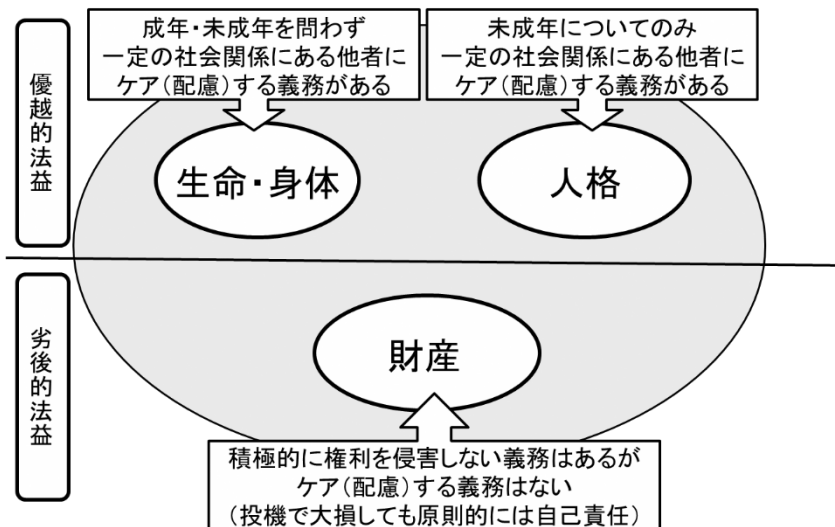 優越的法益
成年・未成年を問わず
一定の社会関係にある他者に
ケア(配慮)する義務がある
未成年についてのみ
一定の社会関係にある他者に
ケア(配慮)する義務がある
生命・身体
人格
劣後的法益
財産
積極的に権利を侵害しない義務はあるが
ケア(配慮)する義務はない
(投機で大損しても原則的には自己責任)